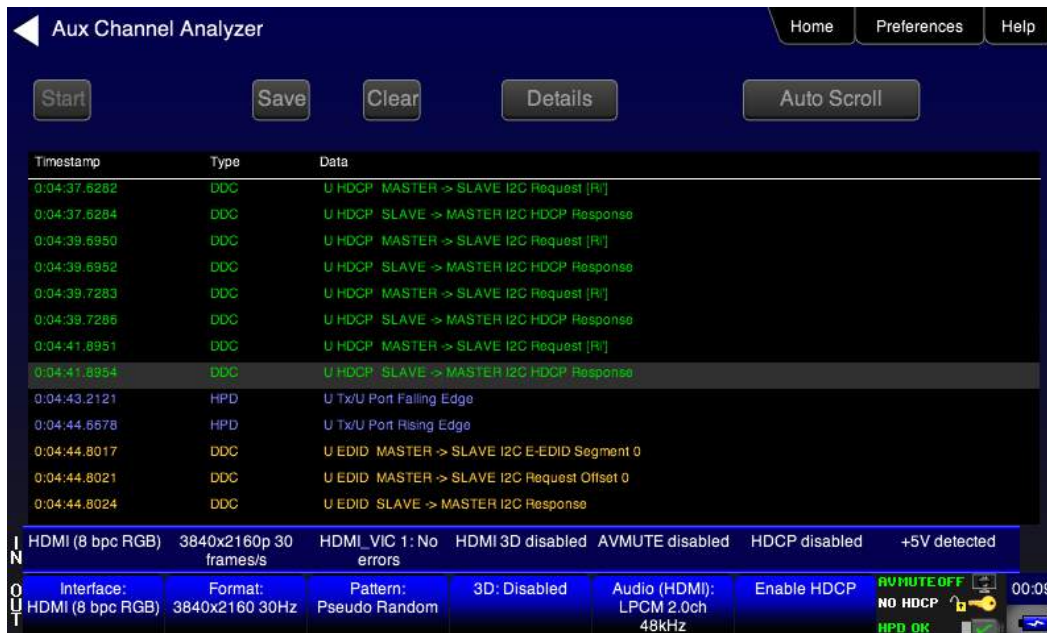 Aux Channel Analyzer
Home
Preferences
Help
Start
Save
Clear
Details
Auto Scroll
Timestamp Type Data
0:04:37.6282 DDC U HDCP MASTER -> SLAVE I2C Request [Ri']
0:04:37.6284 DDC U HDCP SLAVE -> MASTER I2C HDCP Response
0:04:39.6950 DDC U HDCP MASTER -> SLAVE I2C Request [Ri']
0:04:39.6952 DDC U HDCP SLAVE -> MASTER I2C HDCP Response
0:04:39.7283 DDC U HDCP MASTER -> SLAVE I2C Request [Ri']
0:04:39.7286 DDC U HDCP SLAVE -> MASTER I2C HDCP Response
0:04:41.8951 DDC U HDCP MASTER -> SLAVE I2C Request [Ri']
0:04:41.8954 DDC U HDCP SLAVE -> MASTER I2C HDCP Response
0:04:43.2121 HPD U Tx/U Port Falling Edge
0:04:44.6678 HPD U Tx/U Port Rising Edge
0:04:44.8017 DDC U EDID MASTER -> SLAVE I2C E-EDID Segment 0
0:04:44.8021 DDC U EDID MASTER -> SLAVE I2C Request Offset 0
0:04:44.8024 DDC U EDID SLAVE -> MASTER I2C Response
IN
HDMI (8 bpc RGB)
3840x2160p 30
frames/s
HDMI_VIC 1: No
errors
HDMI 3D disabled
AVMUTE disabled
HDCP disabled
+5V detected
OUT
Interface:
HDMI (8 bpc RGB)
Format:
3840x2160 30Hz
Pattern:
Pseudo Random
3D: Disabled
Audio (HDMI):
LPCM 2.0ch
48kHz
Enable HDCP
AVMUTE OFF
NO HDCP
HPD OK
00:09